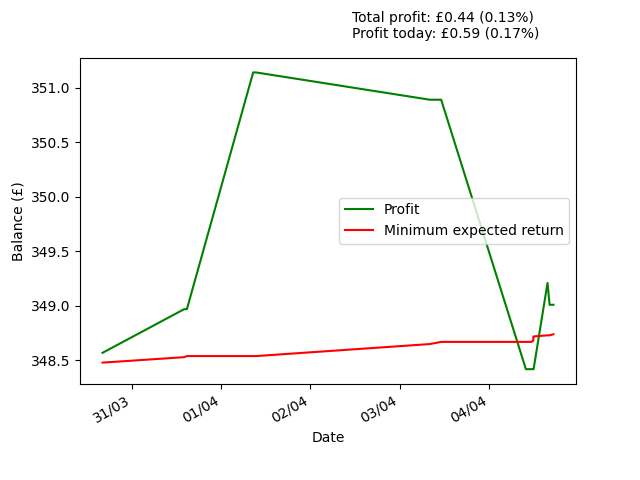 Total profit: £0.44 (0.13%)
Profit today: £0.59 (0.17%)
351.0
350.5
350.0
349.5
349.0
348.5
Balance (£)
Profit
Minimum expected return
31/03
01/04
02/04
03/04
04/04
Date